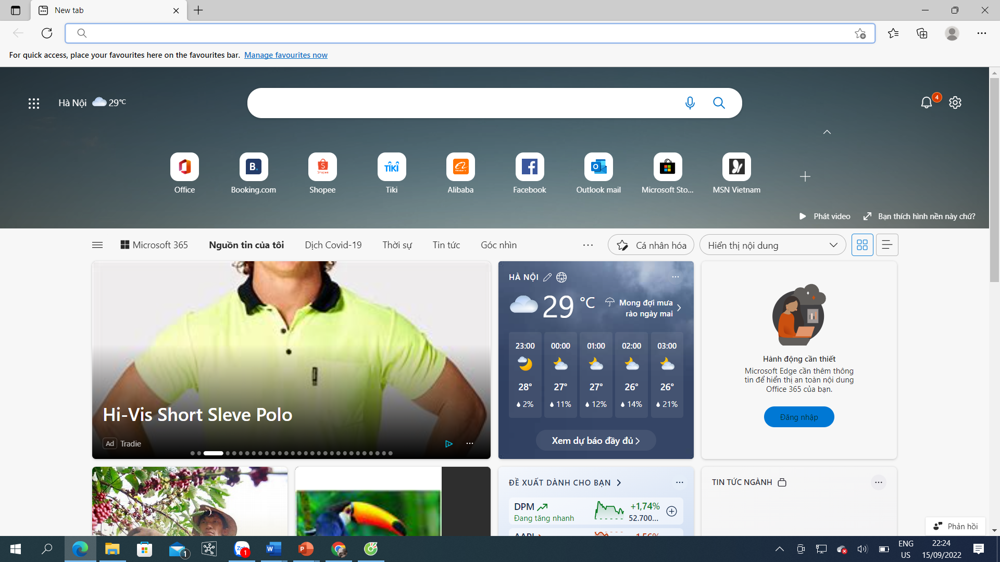 New tab
For quick access, place your favourites here on the favourites bar. Manage favourites now
Hà Nội 29°C
4
Office
Booking.com
Shopee
Tiki
Alibaba
Facebook
Outlook mail
Microsoft Sto...
MSN Vietnam
Phát video
Bạn thích hình nền này chứ?
Microsoft 365
Nguồn tin của tôi
Dịch Covid-19
Thời sự
Tin tức
Góc nhìn
Cá nhân hóa
Hiển thị nội dung
Hi-Vis Short Sleve Polo
Ad Tradie
HÀ NỘI
29 °C
Mong đợi mưa
rào ngày mai
23:00 00:00 01:00 02:00 03:00
28° 27° 27° 26° 26°
2% 11% 12% 14% 21%
Xem dự báo đầy đủ
Hành động cần thiết
Microsoft Edge cần thêm thông
tin để hiển thị an toàn nội dung
Office 365 của bạn.
Đăng nhập
ĐỀ XUẤT DÀNH CHO BẠN
DPM +1,74%
Đang tăng nhanh 52.700...
TIN TỨC NGÀNH
Phản hồi
1
1
ENG
US
22:24
15/09/2022